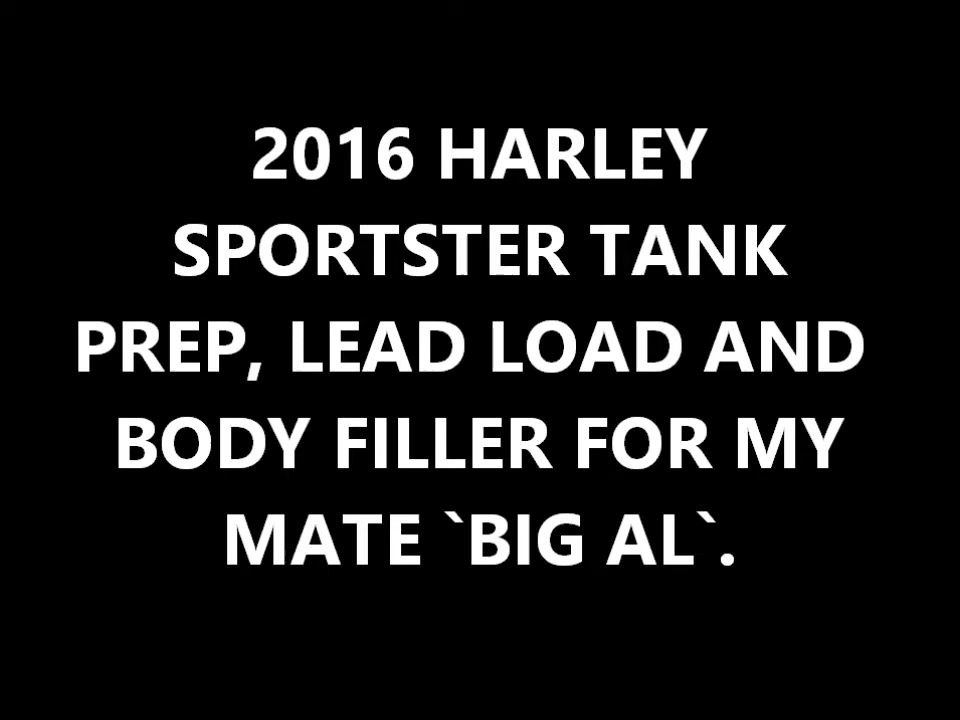 2016 HARLEY
SPORTSTER TANK
PREP, LEAD LOAD AND
BODY FILLER FOR MY
MATE `BIG AL`.